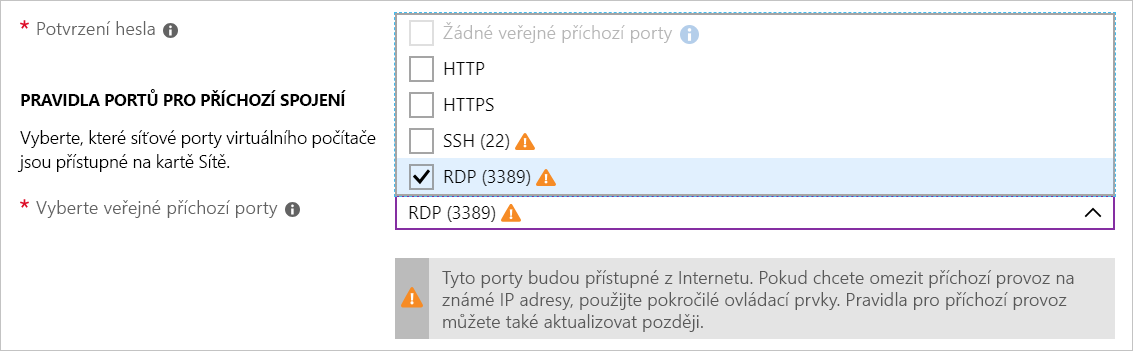 * Potvrzení hesla
Žádné veřejné příchozí porty
HTTP
HTTPS
SSH (22)
RDP (3389)
PRAVIDLA PORTŮ PRO PŘÍCHOZÍ SPOJENÍ
Vyberte, které síťové porty virtuálního počítače
jsou přístupné na kartě Sítě.
* Vyberte veřejné příchozí porty
RDP (3389)
Tyto porty budou přístupné z Internetu. Pokud chcete omezit příchozí provoz na
známé IP adresy, použijte pokročilé ovládací prvky. Pravidla pro příchozí provoz
můžete také aktualizovat později.